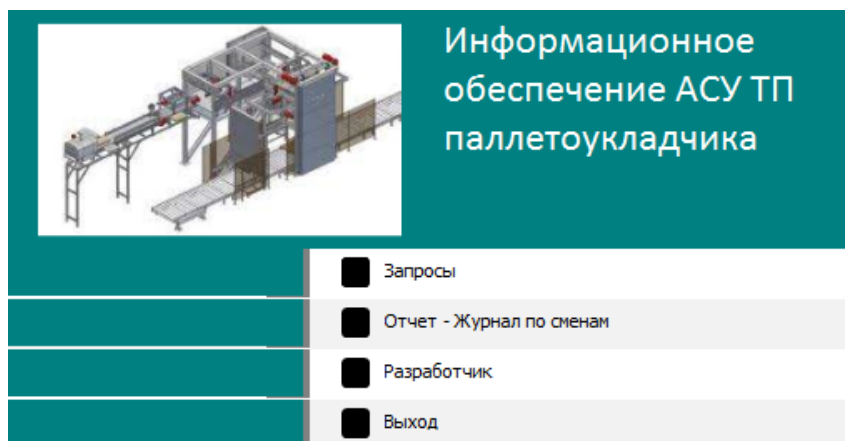 Информационное
обеспечение АСУ ТП
паллетоукладчика
Запросы
Отчет - Журнал по сменам
Разработчик
Выход